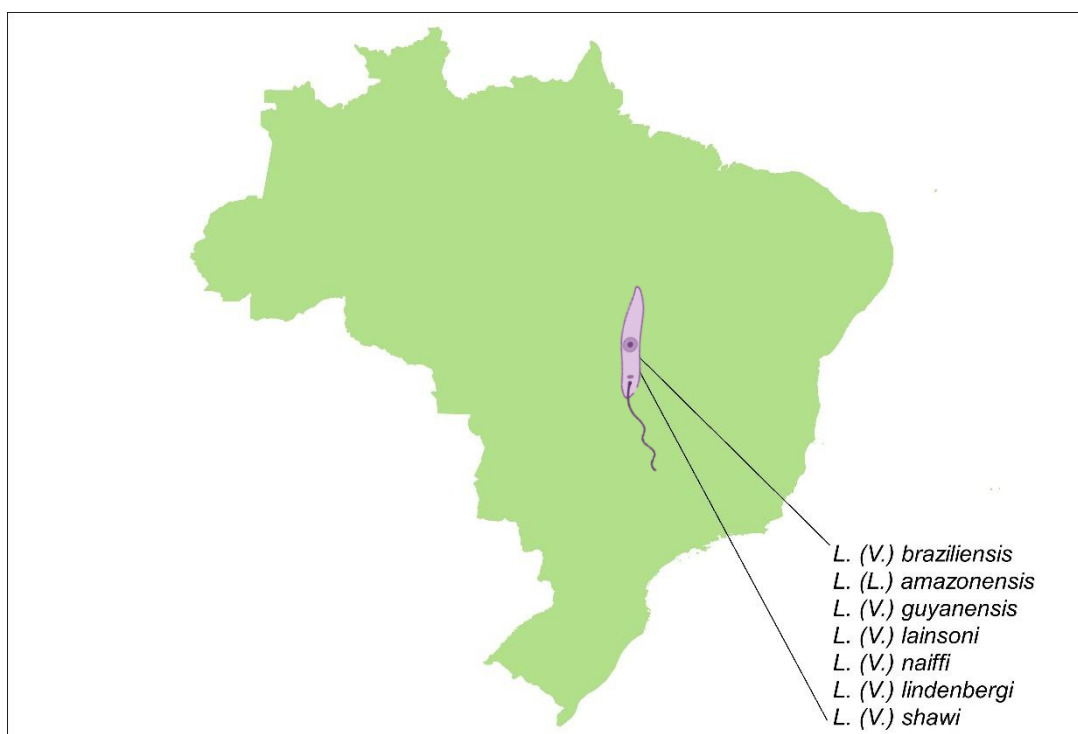 L. (V.) braziliensis
L. (L.) amazonensis
L. (V.) guyanensis
L. (V.) lainsoni
L. (V.) naiffi
L. (V.) lindenbergi
L. (V.) shawi